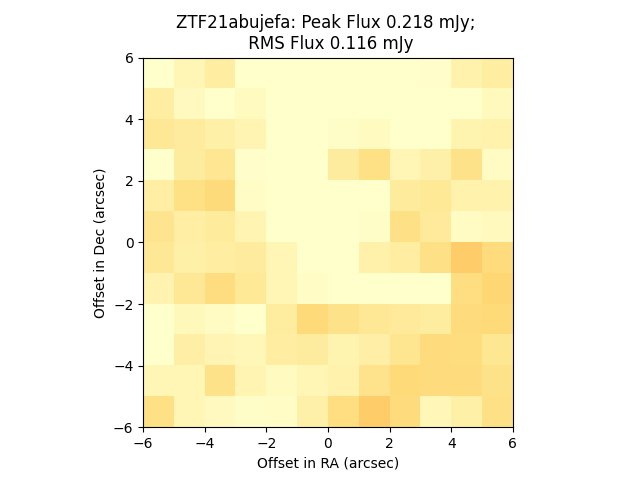 ZTF21abujefa: Peak Flux 0.218 mJy;
RMS Flux 0.116 mJy
6
4
2
0
−2
−4
−6
Offset in Dec (arcsec)
−6 −4 −2 0 2 4 6
Offset in RA (arcsec)